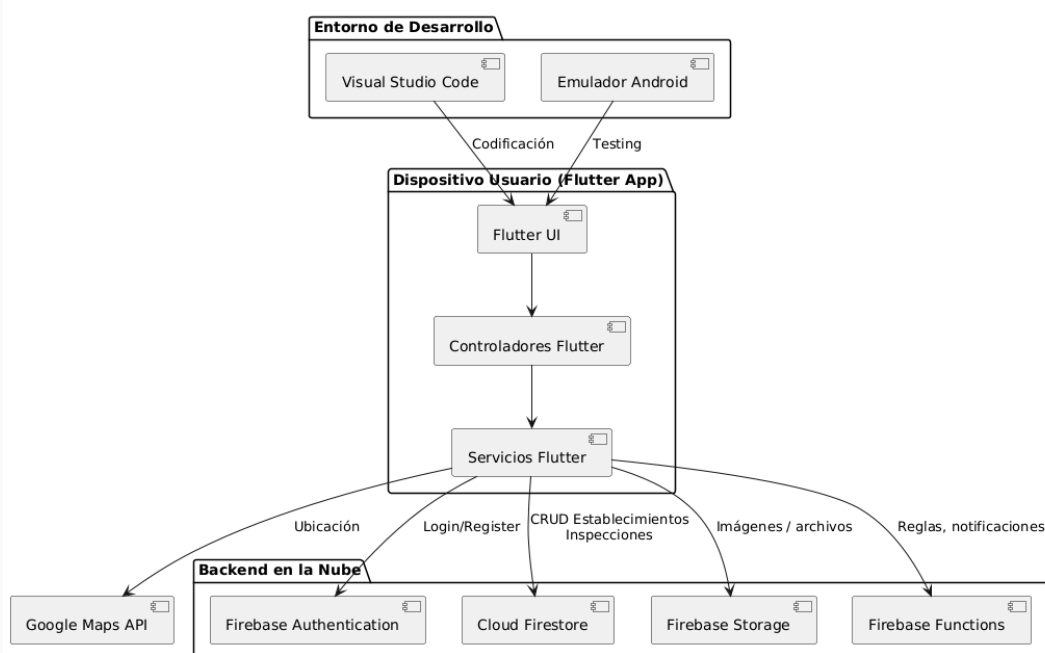 Entorno de Desarrollo
Visual Studio Code
Emulador Android
Codificación
Testing
Dispositivo Usuario (Flutter App)
Flutter UI
Controladores Flutter
Servicios Flutter
Ubicación
Login/Register
CRUD Establecimientos
Inspecciones
Imágenes / archivos
Reglas, notificaciones
Backend en la Nube
Google Maps API
Firebase Authentication
Cloud Firestore
Firebase Storage
Firebase Functions